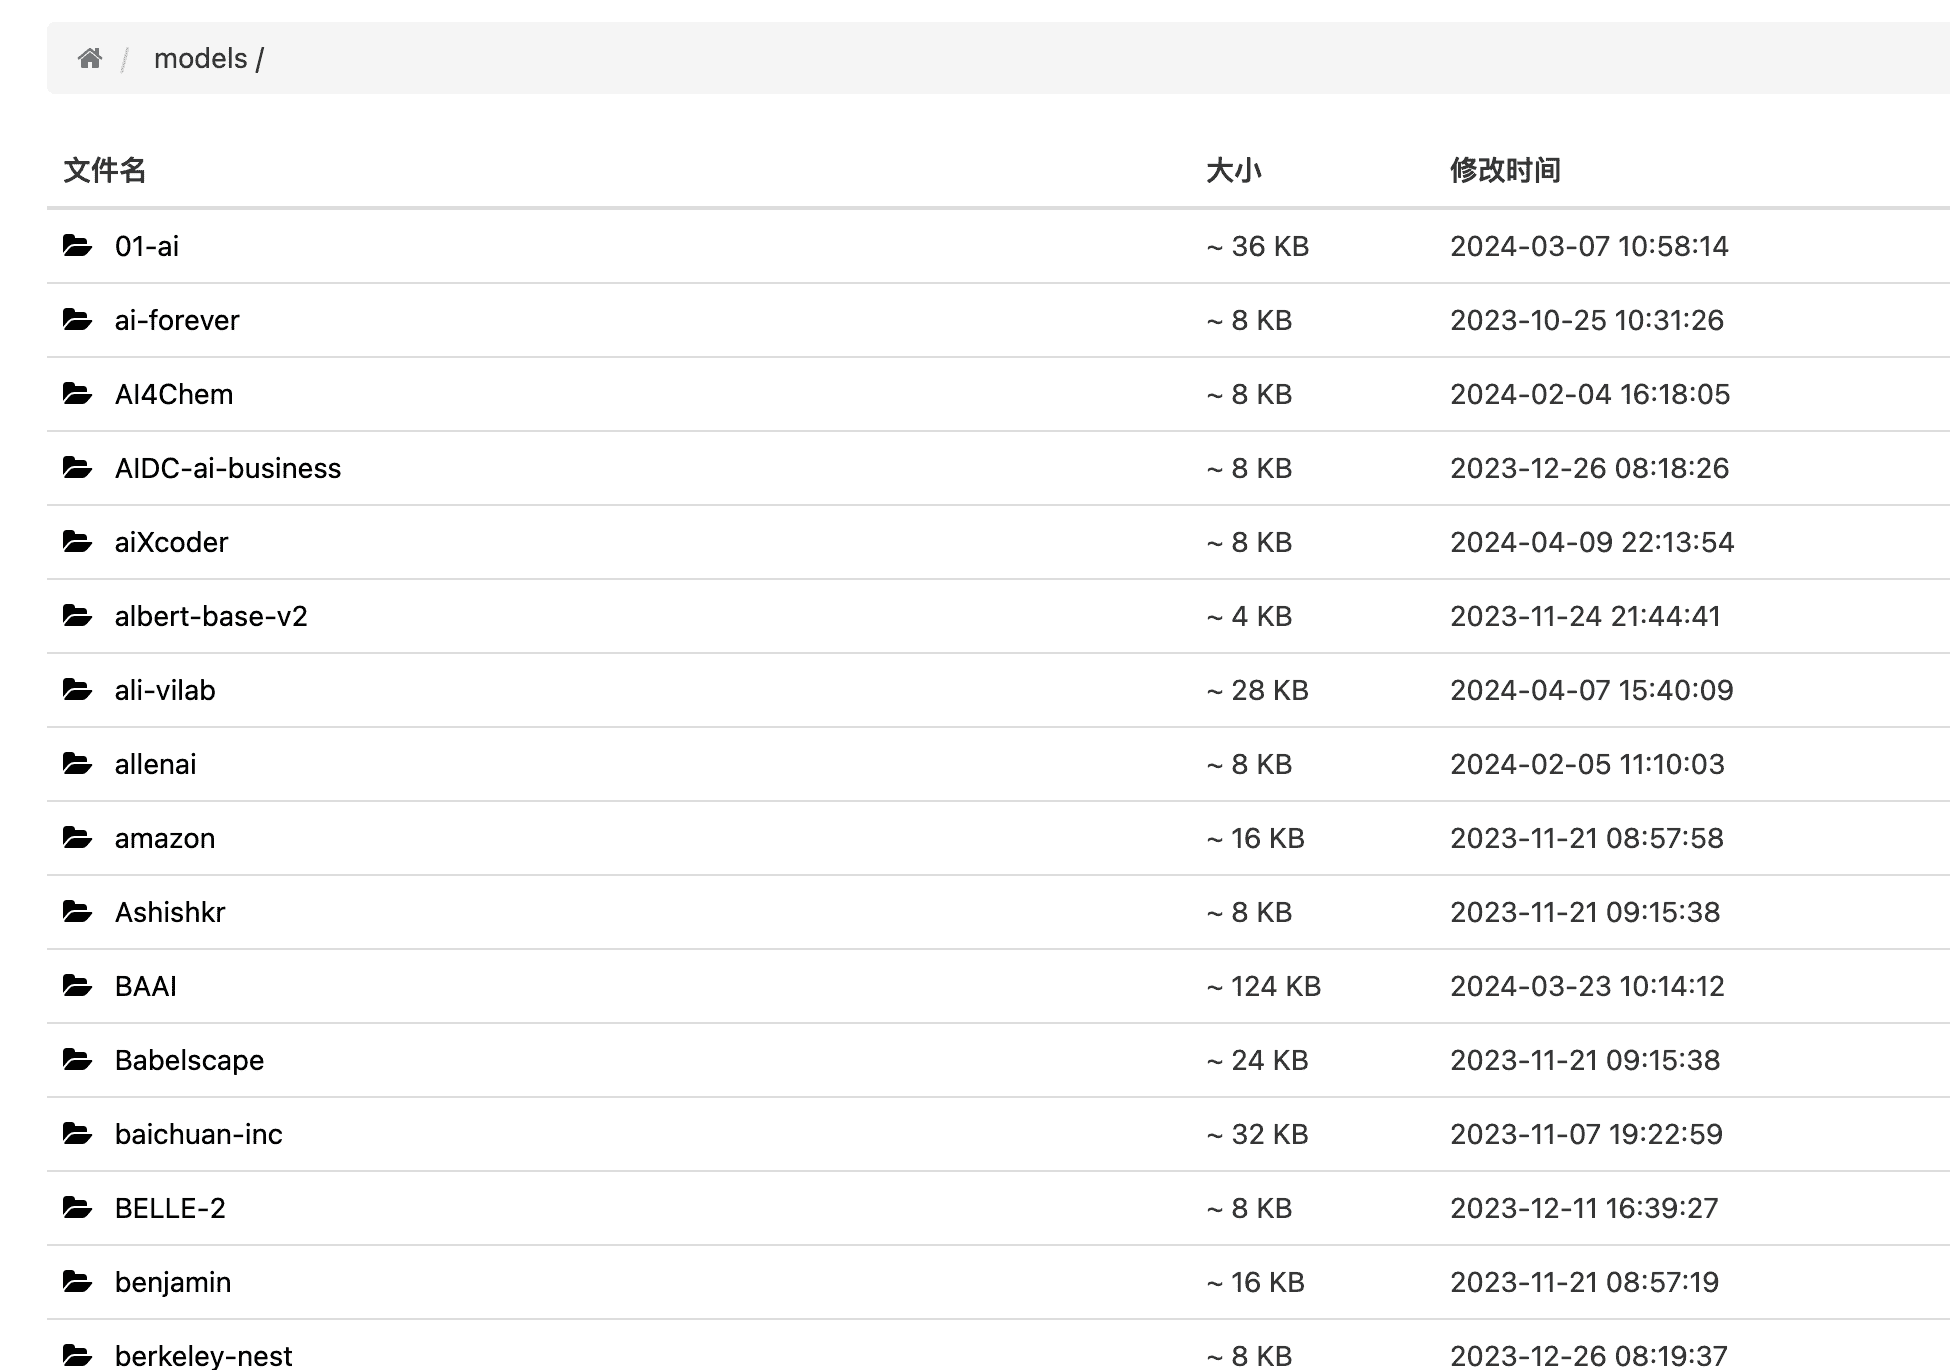 / models /
文件名 大小 修改时间
01-ai ~ 36 KB 2024-03-07 10:58:14
ai-forever ~ 8 KB 2023-10-25 10:31:26
AI4Chem ~ 8 KB 2024-02-04 16:18:05
AIDC-ai-business ~ 8 KB 2023-12-26 08:18:26
aiXcoder ~ 8 KB 2024-04-09 22:13:54
albert-base-v2 ~ 4 KB 2023-11-24 21:44:41
ali-vilab ~ 28 KB 2024-04-07 15:40:09
allenai ~ 8 KB 2024-02-05 11:10:03
amazon ~ 16 KB 2023-11-21 08:57:58
Ashishkr ~ 8 KB 2023-11-21 09:15:38
BAAI ~ 124 KB 2024-03-23 10:14:12
Babelscape ~ 24 KB 2023-11-21 09:15:38
baichuan-inc ~ 32 KB 2023-11-07 19:22:59
BELLE-2 ~ 8 KB 2023-12-11 16:39:27
benjamin ~ 16 KB 2023-11-21 08:57:19
berkeley-nest ~ 8 KB 2023-12-26 08:19:37